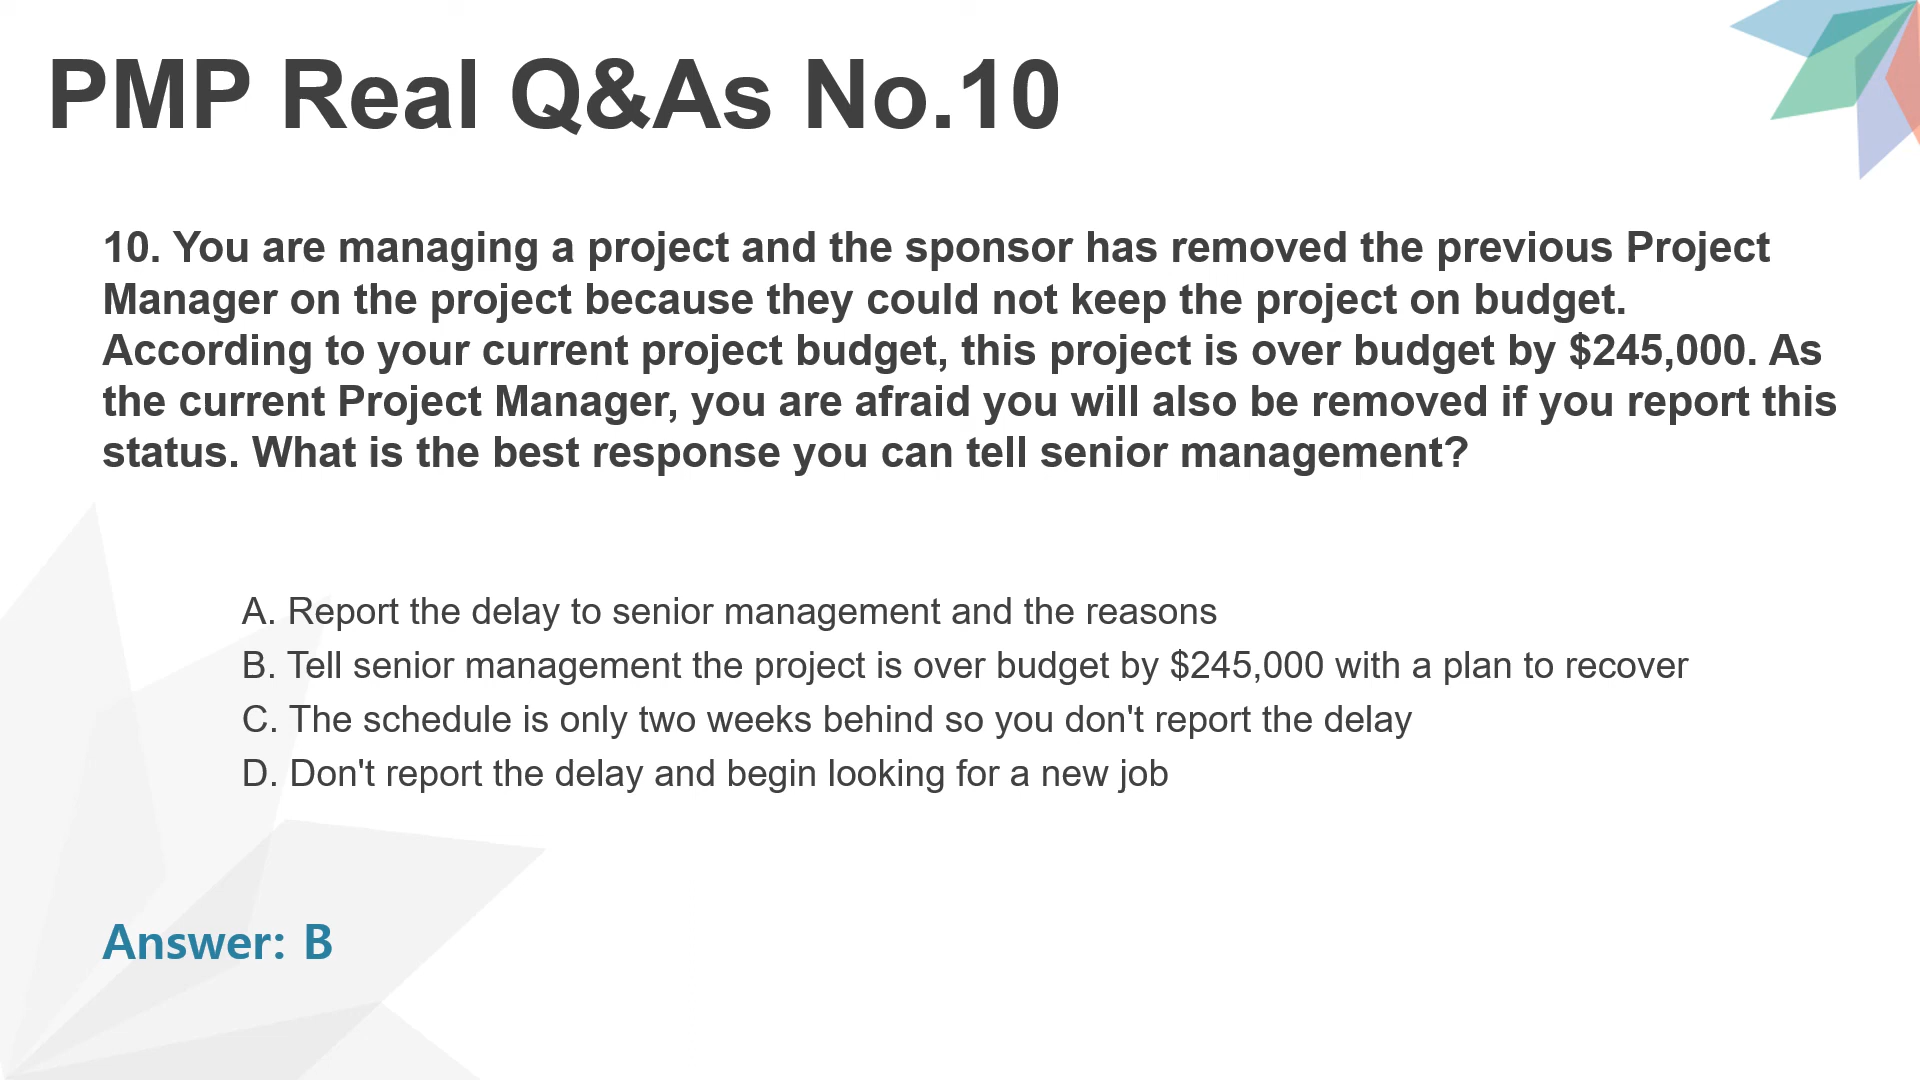 PMP Real Q&As No.10
10. You are managing a project and the sponsor has removed the previous Project
Manager on the project because they could not keep the project on budget.
According to your current project budget, this project is over budget by $245,000. As
the current Project Manager, you are afraid you will also be removed if you report this
status. What is the best response you can tell senior management?
A. Report the delay to senior management and the reasons
B. Tell senior management the project is over budget by $245,000 with a plan to recover
C. The schedule is only two weeks behind so you don't report the delay
D. Don't report the delay and begin looking for a new job
Answer: B